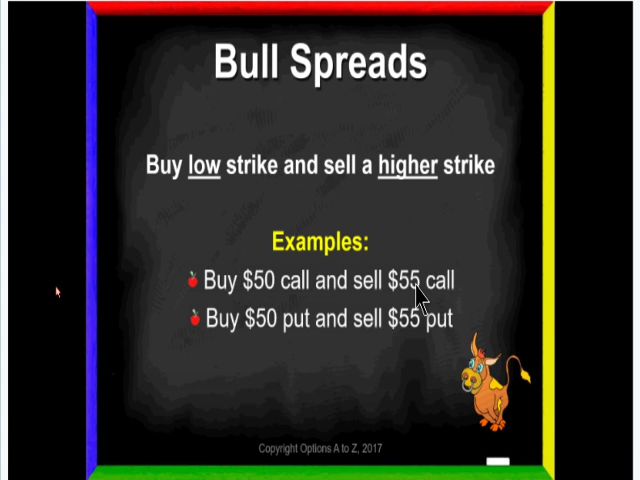 Bull Spreads
Buy low strike and sell a higher strike
Examples:
Buy $50 call and sell $55 call
Buy $50 put and sell $55 put
Copyright Options A to Z, 2017